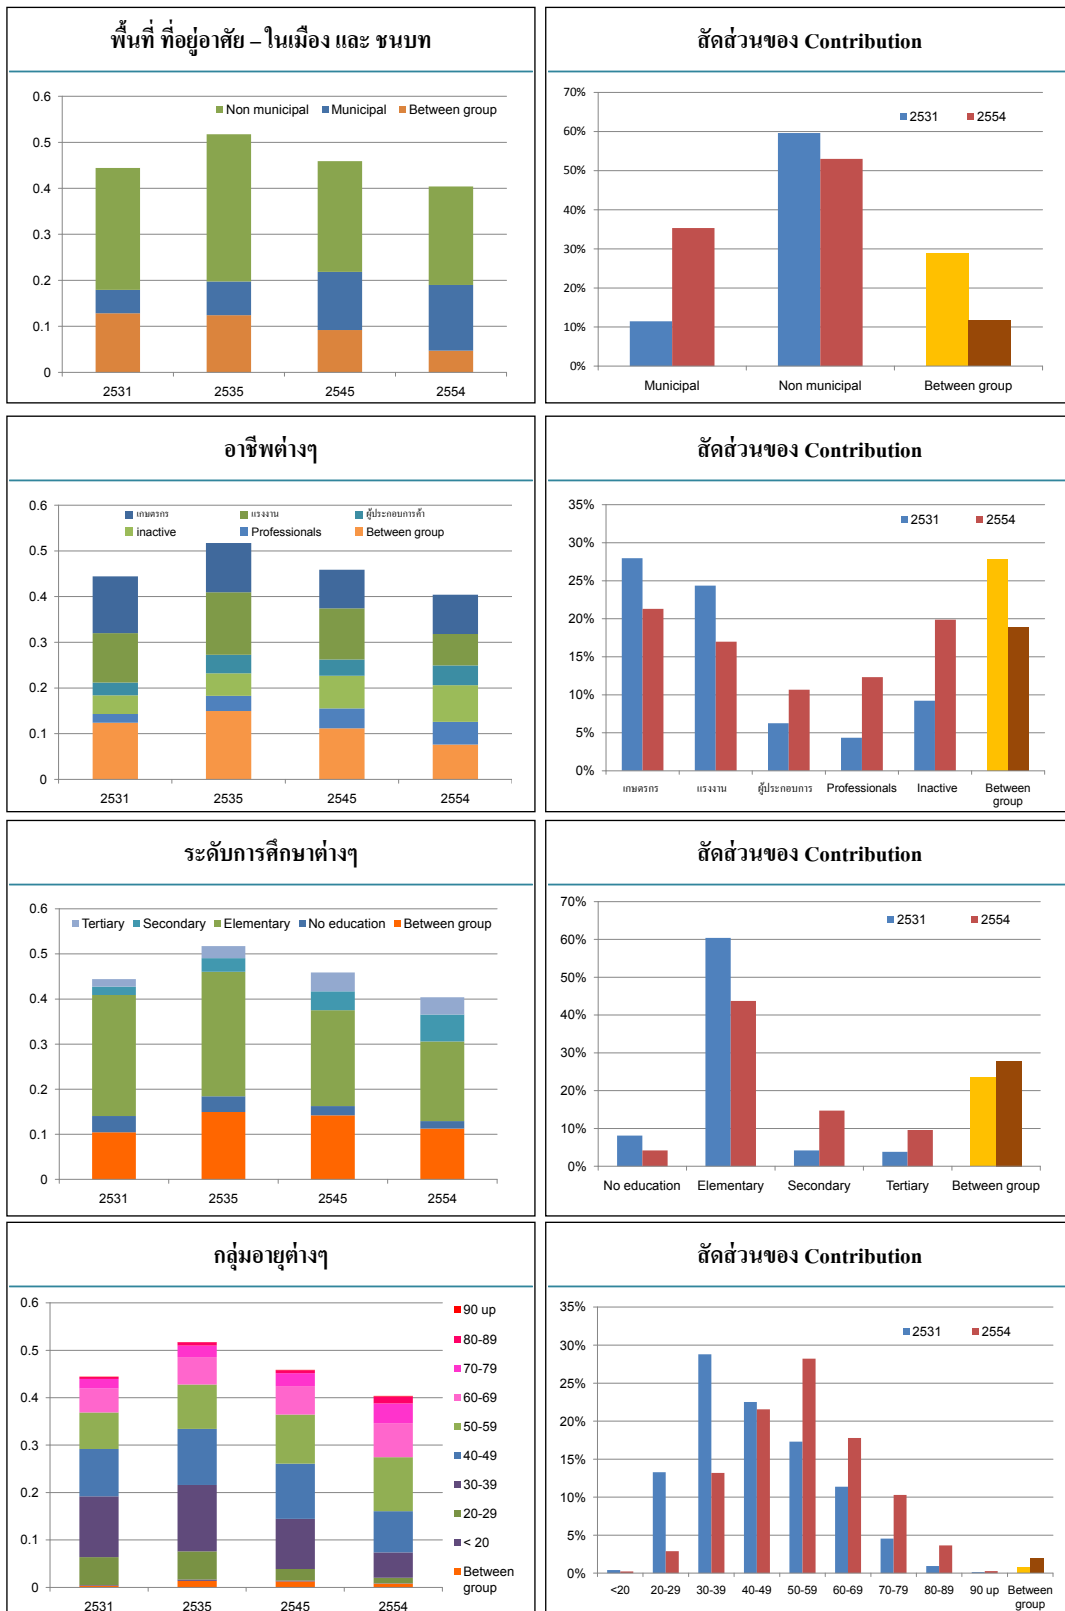 พื้นที่ ที่อยู่อาศัย – ในเมือง และ ชนบท
0.6
0.5
0.4
0.3
0.2
0.1
0
Non municipal Municipal Between group
2531 2535 2545 2554
สัดส่วนของ Contribution
70%
60%
50%
40%
30%
20%
10%
0%
2531 2554
Municipal Non municipal Between group
อาชีพต่างๆ
0.6
0.5
0.4
0.3
0.2
0.1
0
เกษตรกร แรงงาน ผู้ประกอบการค้า
inactive Professionals Between group
2531 2535 2545 2554
สัดส่วนของ Contribution
35%
30%
25%
20%
15%
10%
5%
0%
2531 2554
เกษตรกร แรงงาน ผู้ประกอบการ Professionals Inactive Between
group
ระดับการศึกษาต่างๆ
0.6
0.5
0.4
0.3
0.2
0.1
0
Tertiary Secondary Elementary No education Between group
2531 2535 2545 2554
สัดส่วนของ Contribution
70%
60%
50%
40%
30%
20%
10%
0%
2531 2554
No education Elementary Secondary Tertiary Between group
กลุ่มอายุต่างๆ
0.6
0.5
0.4
0.3
0.2
0.1
0
90 up
80-89
70-79
60-69
50-59
40-49
30-39
20-29
< 20
Between
group
2531 2535 2545 2554
สัดส่วนของ Contribution
35%
30%
25%
20%
15%
10%
5%
0%
2531 2554
<20 20-29 30-39 40-49 50-59 60-69 70-79 80-89 90 up Between
group